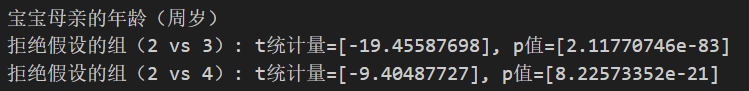 宝宝母亲的年龄（周岁）
拒绝假设的组（2 vs 3）: t统计量=[-19.45587698], p值=[2.11770746e-83]
拒绝假设的组（2 vs 4）: t统计量=[-9.40487727], p值=[8.22573352e-21]